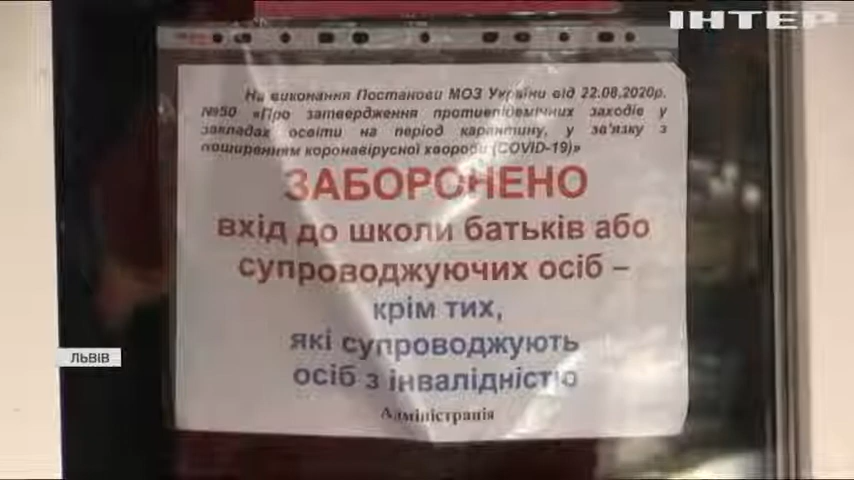 ІНТЕР
На виконання Постанови МОЗ України від 22.08.2020р.
№50 «Про затвердження протиепідемічних заходів у
закладах освіти на період карантину, у зв'язку з
поширенням коронавірусної хвороби (COVID-19)»
ЗАБОРОНЕНО
вхід до школи батьків або
супроводжуючих осіб –
крім тих,
які супроводжують
осіб з інвалідністю
Адміністрація
ЛЬВІВ